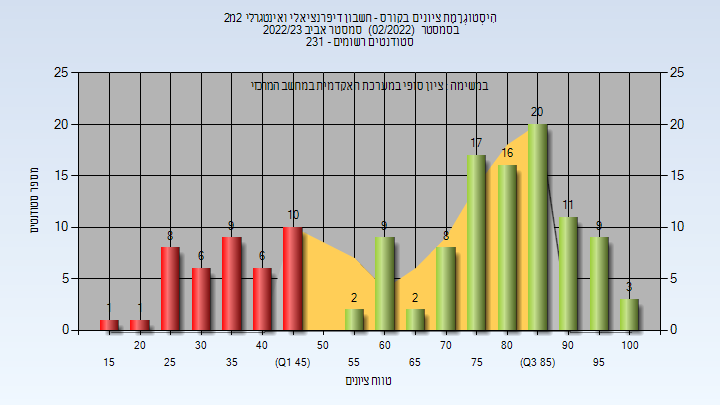 הִיסְטוֹגְרָמַת ציונים בקורס - חשבון דיפרנציאלי ואינטגרלי 2מ2
בסמסטר (02/2022) סמסטר אביב 2022/23
סטודנטים רשומים - 231
במשימה: ציון סופי במערכת האקדמית במחשב המרכזי
25 25
20 20
15 15
10 10
5 5
0 0
מספר סטודנטים
1 1 8 6 9 6 10 2 9 2 8 17 16 20 11 9 3
20 30 40 50 60 70 80 90 100
15 25 35 (Q1 45) 55 65 75 (Q3 85) 95
טווח ציונים